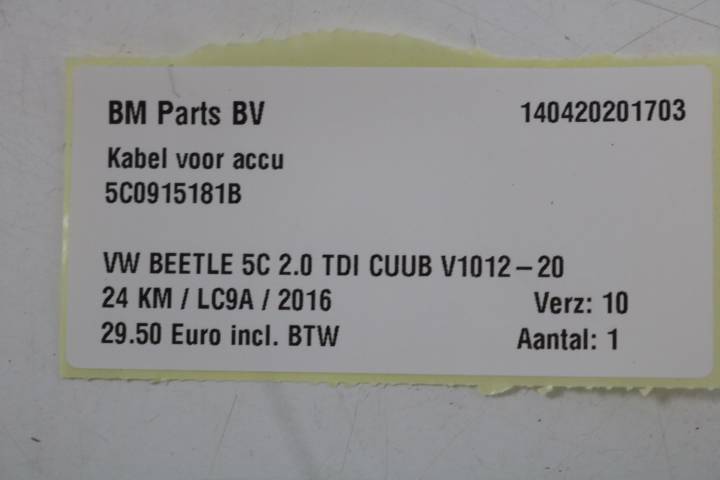 BM Parts BV 140420201703
Kabel voor accu
5C0915181B
VW BEETLE 5C 2.0 TDI CUUB V1012-20
24 KM / LC9A / 2016 Verz: 10
29.50 Euro incl. BTW Aantal: 1